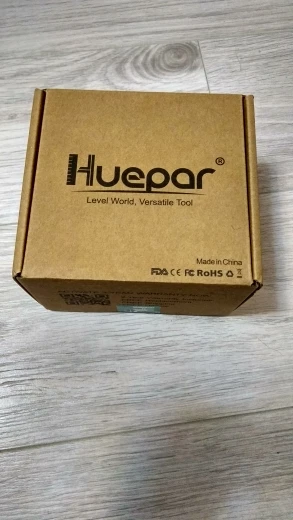 Huepar®
Level World, Versatile Tool
Made in China
FDA CE FC RoHS